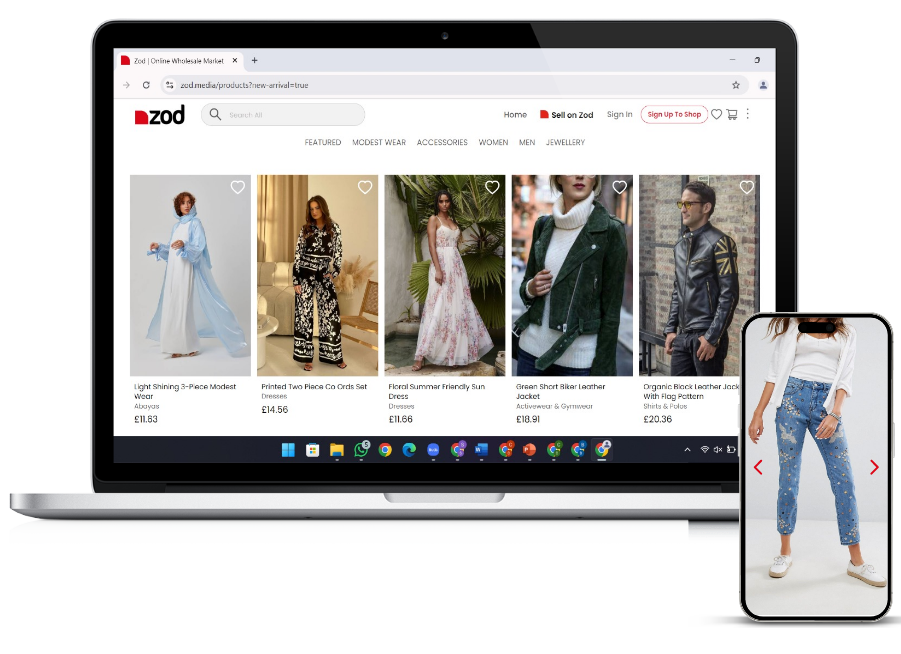 Zod | Online Wholesale Market
zod.media/products?new-arrival=true
zod
Search All
Home
Sell on Zod
Sign In
Sign Up To Shop
FEATURED
MODEST WEAR
ACCESSORIES
WOMEN
MEN
JEWELLERY
Light Shining 3-Piece Modest
Wear
Abayas
£11.63
Printed Two Piece Co Ords Set
Dresses
£14.56
Floral Summer Friendly Sun
Dress
Dresses
£11.66
Green Short Biker Leather
Jacket
Activewear & Gymwear
£18.91
Organic Black Leather Jack
With Flag Pattern
Shirts & Polos
£20.36